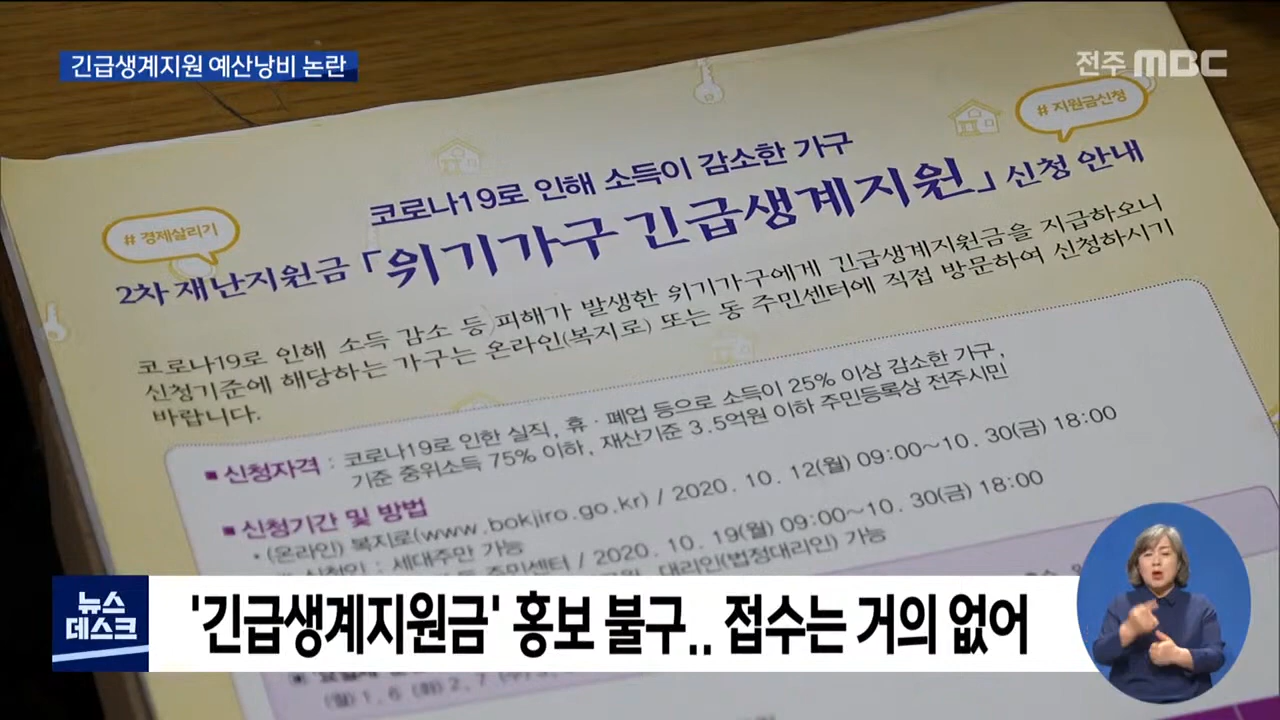 긴급생계지원 예산낭비 논란
전주 MBC
# 지원금신청
# 경제살리기
코로나19로 인해 소득이 감소한 가구
2차 재난지원금 「위기가구 긴급생계지원」 신청 안내
코로나19로 인해 소득 감소 등 피해가 발생한 위기가구에게 긴급생계지원금을 지급하오니
신청기준에 해당하는 가구는 온라인(복지로) 또는 동 주민센터에 직접 방문하여 신청하시기
바랍니다.
■ 신청자격 : 코로나19로 인한 실직, 휴·폐업 등으로 소득이 25% 이상 감소한 가구,
기준 중위소득 75% 이하, 재산기준 3.5억원 이하 주민등록상 전주시민
■ 신청기간 및 방법
• (온라인) 복지로(www.bokjiro.go.kr) / 2020. 10. 12(월) 09:00~10. 30(금) 18:00
신청인 : 세대주만 가능
주민센터 / 2020. 10. 19(월) 09:00~10. 30(금) 18:00
대리인(법정대리인) 가능
뉴스
데스크
'긴급생계지원금' 홍보 불구.. 접수는 거의 없어
(월) 1, 6 (화) 2, 7